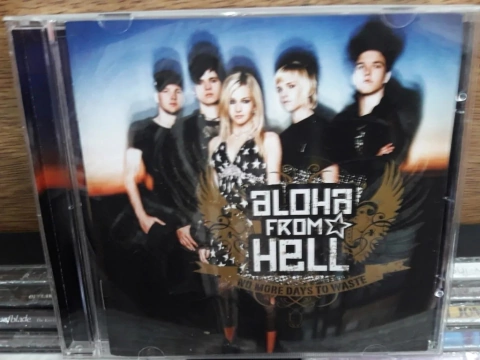 aLOHa
FROM
HeLL
NO MORE DAYS TO WASTE